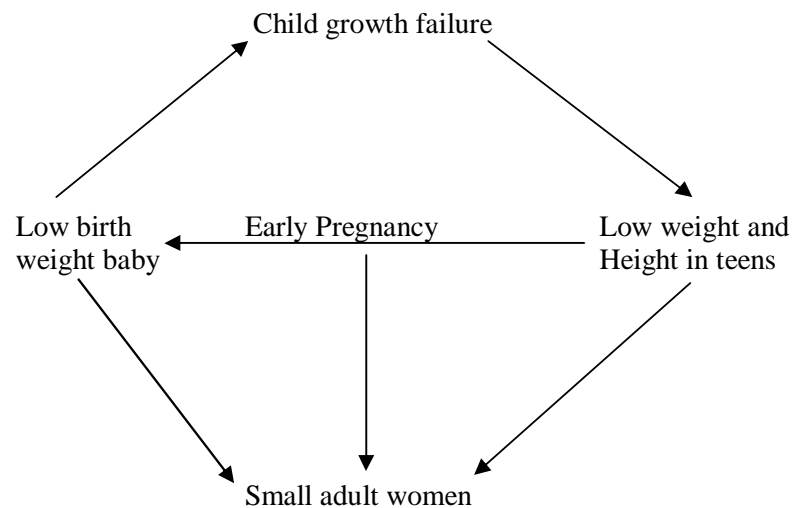 Child growth failure
Low birth
weight baby
Early Pregnancy
Low weight and
Height in teens
Small adult women